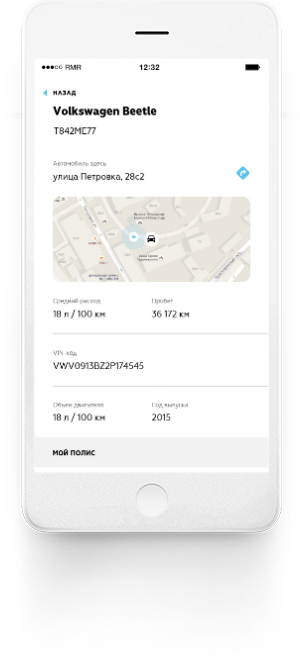 RMR 12:32
НАЗАД
Volkswagen Beetle
T842ME77
Автомобиль здесь
улица Петровка, 28с2
Средний расход Пробег
18 л / 100 км 36 172 км
VIN-код
VWV0913BZ2P174545
Объем двигателя Год выпуска
18 л / 100 км 2015
МОЙ ПОЛИС